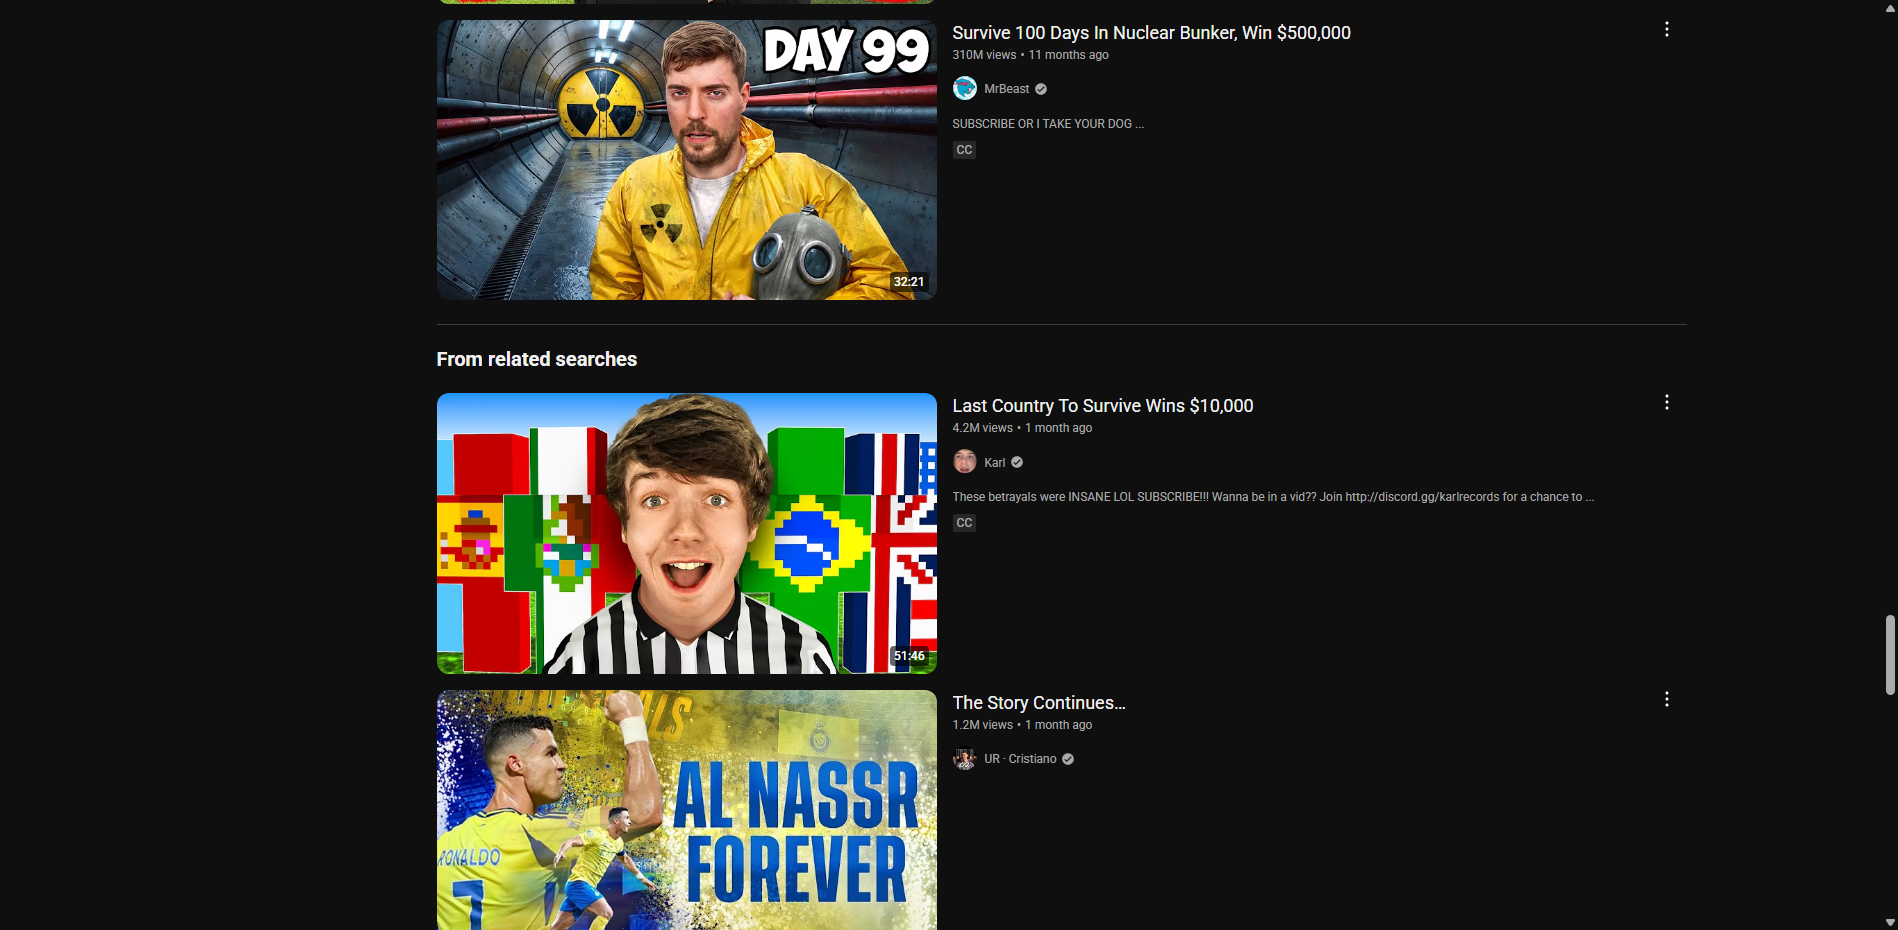 DAY 99
32:21
Survive 100 Days In Nuclear Bunker, Win $500,000
310M views • 11 months ago
MrBeast
SUBSCRIBE OR I TAKE YOUR DOG ...
CC
From related searches
51:46
Last Country To Survive Wins $10,000
4.2M views • 1 month ago
Karl
These betrayals were INSANE LOL SUBSCRIBE!!! Wanna be in a vid?? Join http://discord.gg/karlrecords for a chance to ...
CC
RONALDO
7
AL NASSR
FOREVER
The Story Continues...
1.2M views • 1 month ago
UR · Cristiano